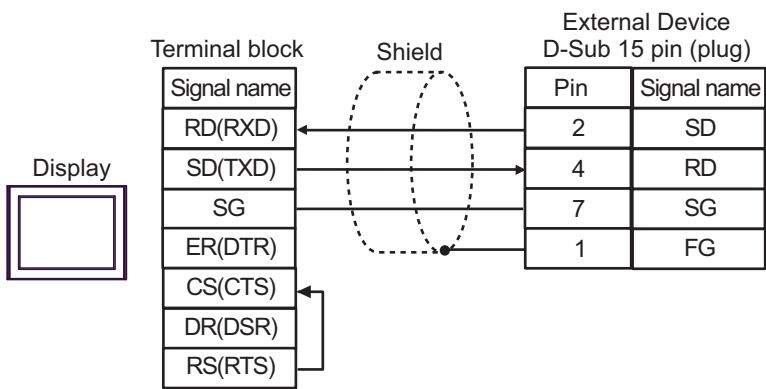 External Device
Terminal block Shield D-Sub 15 pin (plug)
Signal name Pin Signal name
RD(RXD) 2 SD
Display SD(TXD) 4 RD
SG 7 SG
ER(DTR) 1 FG
CS(CTS)
DR(DSR)
RS(RTS)